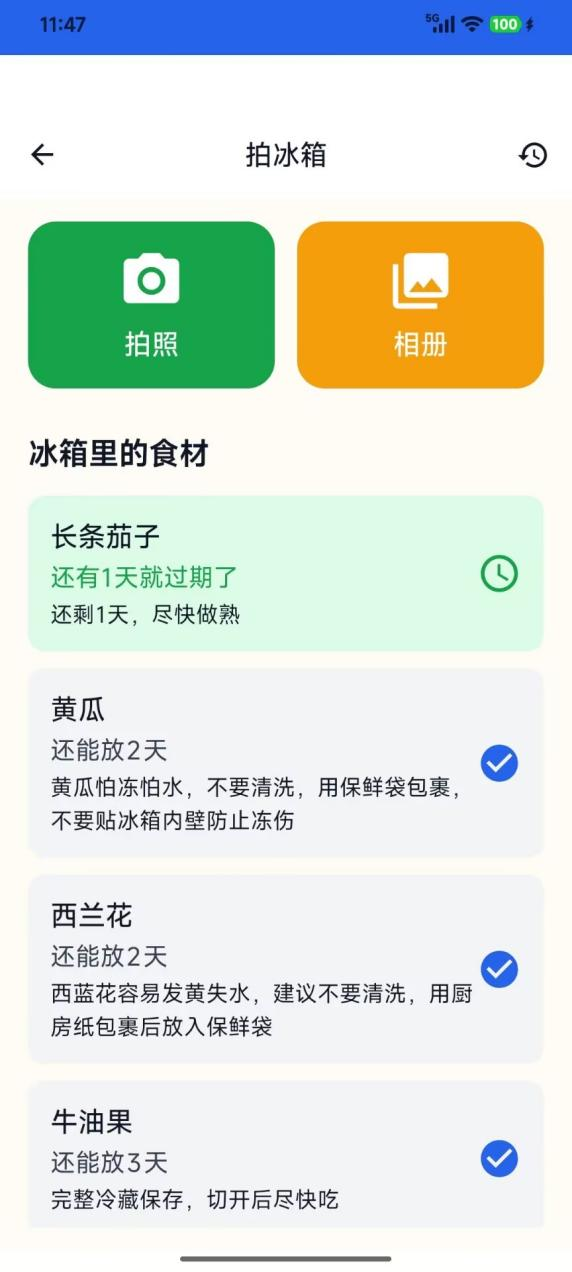 11:47
5G
100
拍冰箱
拍照
相册
冰箱里的食材
长条茄子
还有1天就过期了
还剩1天，尽快做熟
黄瓜
还能放2天
黄瓜怕冻怕水，不要清洗，用保鲜袋包裹，
不要贴冰箱内壁防止冻伤
西兰花
还能放2天
西蓝花容易发黄失水，建议不要清洗，用厨
房纸包裹后放入保鲜袋
牛油果
还能放3天
完整冷藏保存，切开后尽快吃